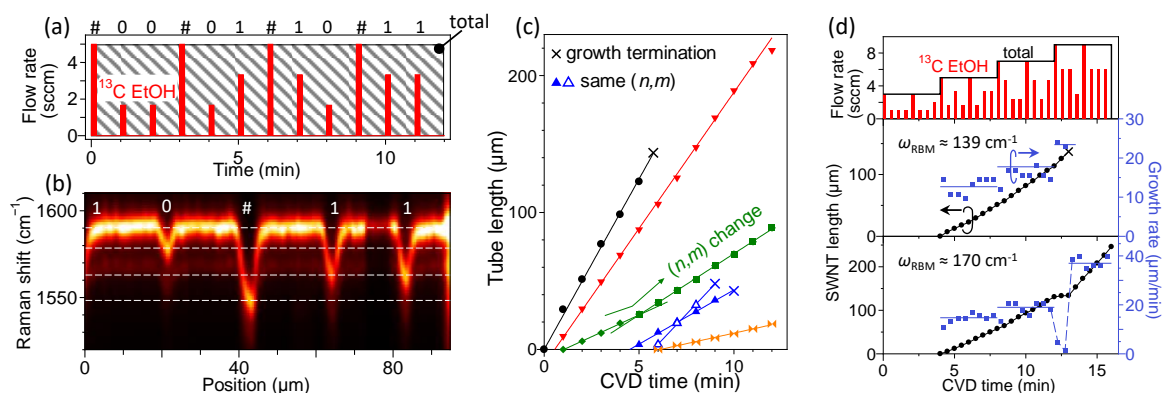 (a)
# 0 0 # 0 1 # 1 0 # 1 1
total
Flow rate
(sccm)
4
2
0
¹³C EtOH
0 5 10
Time (min)
(b)
Raman shift (cm⁻¹)
1600
1550
1 0 # 1 1
0 20 40 60 80
Position (µm)
(c)
× growth termination
▲△ same (n,m)
(n,m) change
Tube length (µm)
200
100
0
0 5 10
CVD time (min)
(d)
Flow rate
(sccm)
8
4
0
¹³C EtOH
total
ωRBM ≈ 139 cm⁻¹
SWNT length (µm)
100
0
30
20
10
0
Growth rate (µm/min)
ωRBM ≈ 170 cm⁻¹
200
100
0
40
20
0
0 5 10 15
CVD time (min)